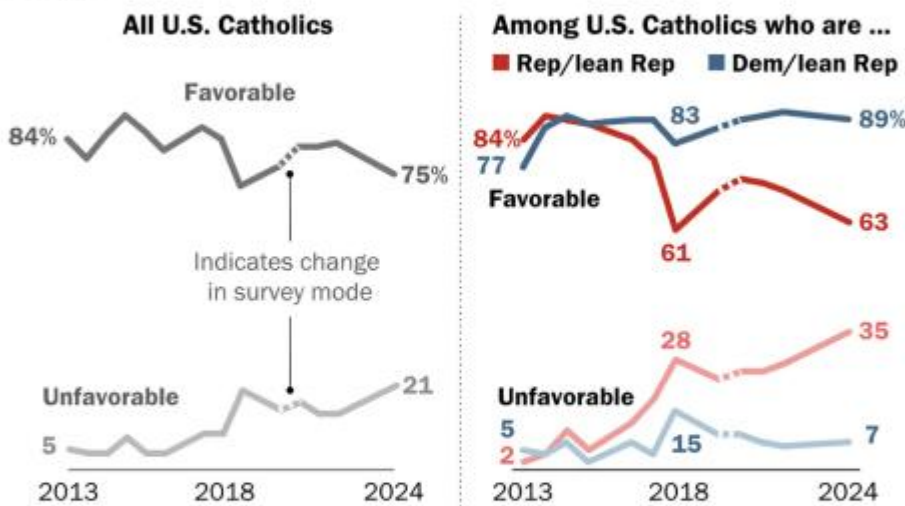 All U.S. Catholics
Favorable
84%
75%
Indicates change
in survey mode
Unfavorable
5
21
2013 2018 2024
Among U.S. Catholics who are ...
Rep/lean Rep Dem/lean Rep
84%
77
83
89%
Favorable
61
63
28
35
Unfavorable
5
2
15
7
2013 2018 2024